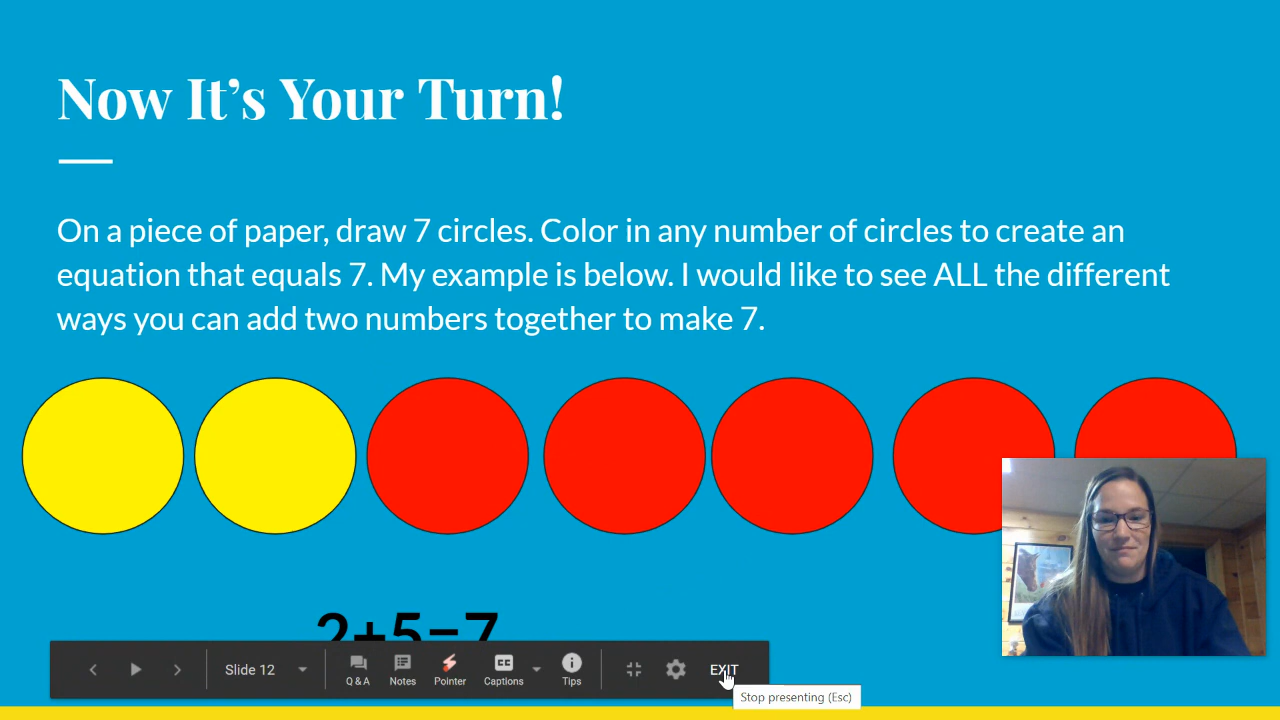 Now It's Your Turn!
On a piece of paper, draw 7 circles. Color in any number of circles to create an
equation that equals 7. My example is below. I would like to see ALL the different
ways you can add two numbers together to make 7.
2+5=7
Slide 12
Q & A
Notes
Pointer
CC
Captions
Tips
EXIT
Stop presenting (Esc)